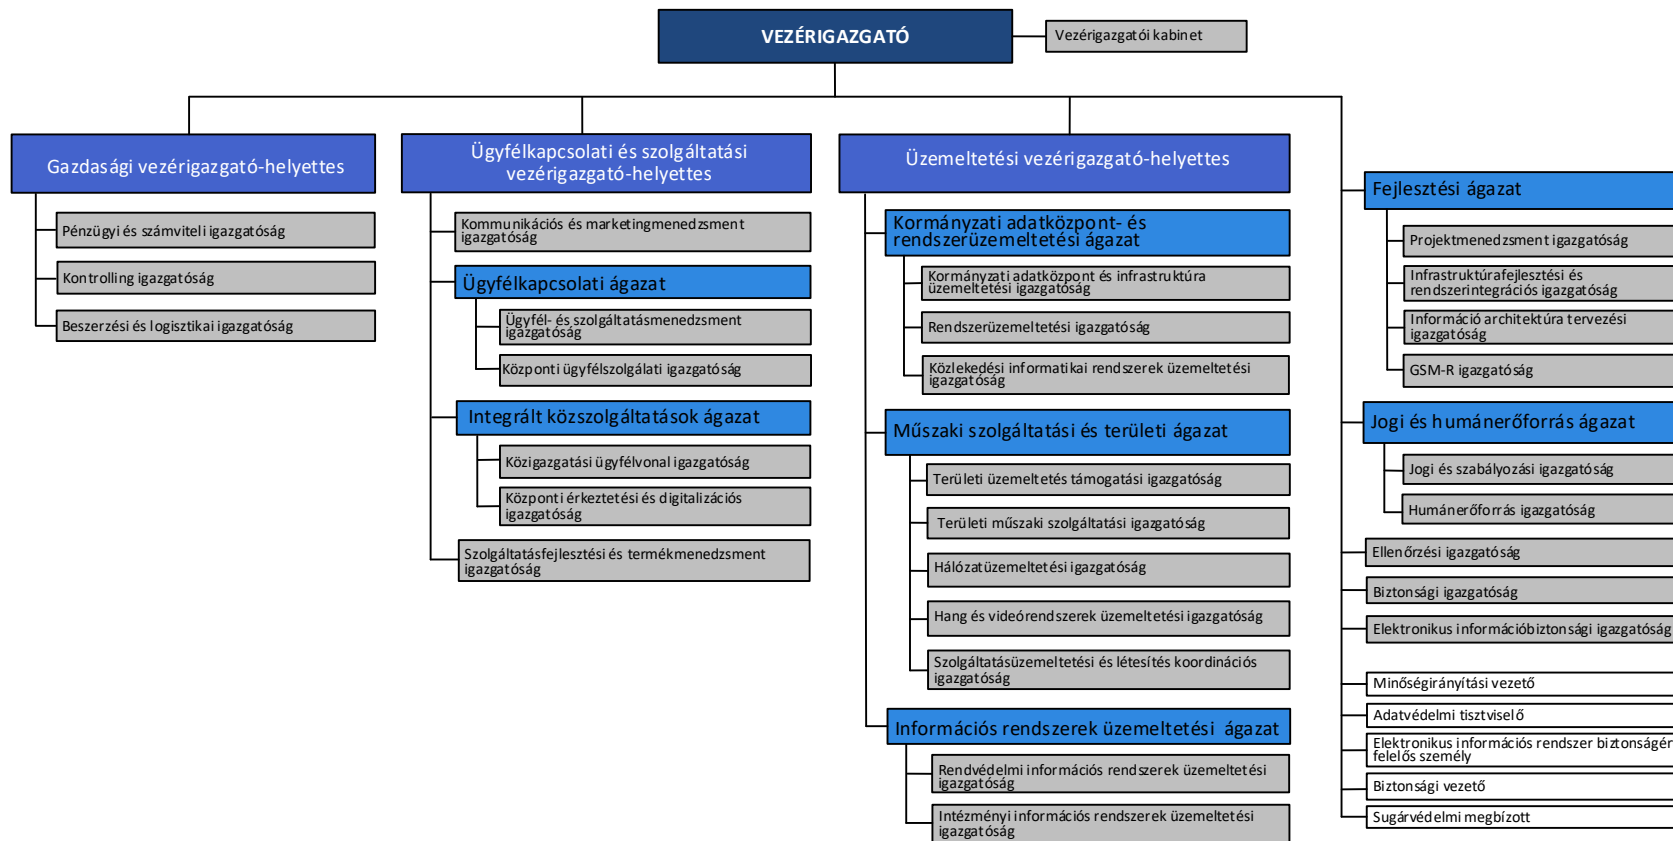 VEZÉRIGAZGATÓ
Vezérigazgatói kabinet
Gazdasági vezérigazgató-helyettes
Pénzügyi és számviteli igazgatóság
Kontrolling igazgatóság
Beszerzési és logisztikai igazgatóság
Ügyfélkapcsolati és szolgáltatási
vezérigazgató-helyettes
Kommunikációs és marketingmenedzsment
igazgatóság
Ügyfélkapcsolati ágazat
Ügyfél- és szolgáltatásmenedzsment
igazgatóság
Központi ügyfélszolgálati igazgatóság
Integrált közszolgáltatások ágazat
Közigazgatási ügyfélvonal igazgatóság
Központi érkeztetési és digitalizációs
igazgatóság
Szolgáltatásfejlesztési és termékmenedzsment
igazgatóság
Üzemeltetési vezérigazgató-helyettes
Kormányzati adatközpont- és
rendszerüzemeltetési ágazat
Kormányzati adatközpont és infrastruktúra
üzemeltetési igazgatóság
Rendszerüzemeltetési igazgatóság
Közlekedési informatikai rendszerek üzemeltetési
igazgatóság
Műszaki szolgáltatási és területi ágazat
Területi üzemeltetés támogatási igazgatóság
Területi műszaki szolgáltatási igazgatóság
Hálózatüzemeltetési igazgatóság
Hang és videórendszerek üzemeltetési igazgatóság
Szolgáltatásüzemeltetési és létesítés koordinációs
igazgatóság
Információs rendszerek üzemeltetési ágazat
Rendvédelmi információs rendszerek üzemeltetési
igazgatóság
Intézményi információs rendszerek üzemeltetési
igazgatóság
Fejlesztési ágazat
Projektmenedzsment igazgatóság
Infrastruktúrafejlesztési és
rendszerintegrációs igazgatóság
Információ architektúra tervezési
igazgatóság
GSM-R igazgatóság
Jogi és humánerőforrás ágazat
Jogi és szabályozási igazgatóság
Humánerőforrás igazgatóság
Ellenőrzési igazgatóság
Biztonsági igazgatóság
Elektronikus információbiztonsági igazgatóság
Minőségirányítási vezető
Adatvédelmi tisztviselő
Elektronikus információs rendszer
felelős személy
Biztonsági vezető
Sugárvédelmi megbízott